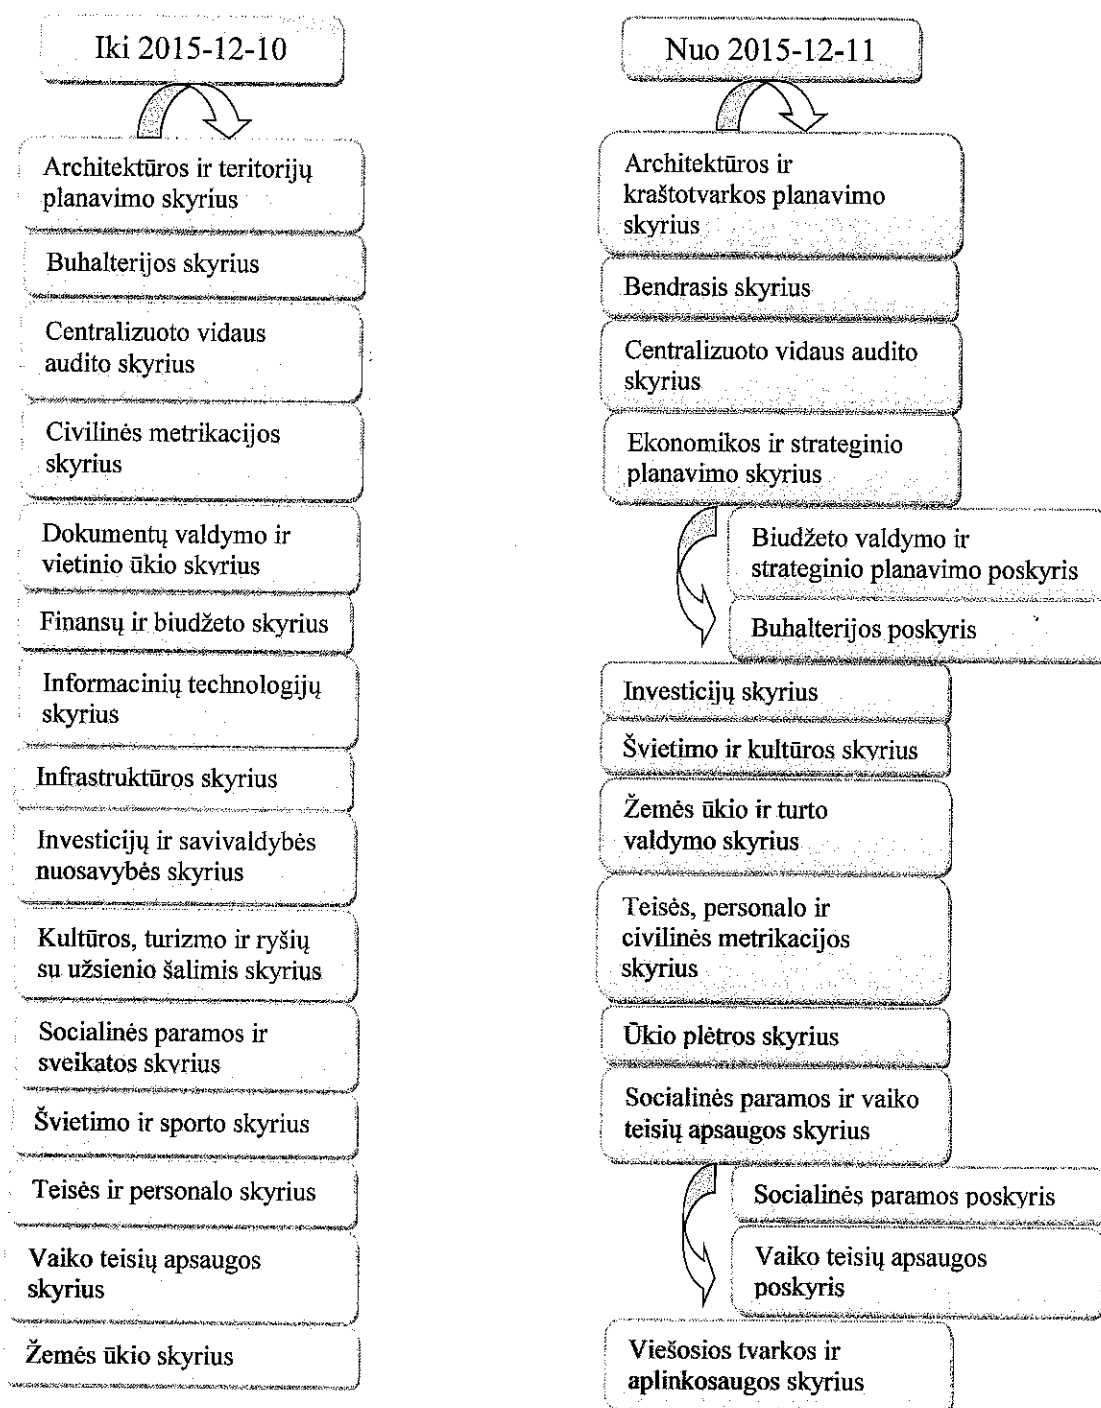 Iki 2015-12-10
Architektūros ir teritorijų
planavimo skyrius
Buhalterijos skyrius
Centralizuoto vidaus
audito skyrius
Civilinės metrikacijos
skyrius
Dokumentų valdymo ir
vietinio ūkio skyrius
Finansų ir biudžeto skyrius
Informacinių technologijų
skyrius
Infrastruktūros skyrius
Investicijų ir savivaldybės
nuosavybės skyrius
Kultūros, turizmo ir ryšių
su užsienio šalimis skyrius
Socialinės paramos ir
sveikatos skyrius
Švietimo ir sporto skyrius
Teisės ir personalo skyrius
Vaiko teisių apsaugos
skyrius
Žemės ūkio skyrius
Nuo 2015-12-11
Architektūros ir
kraštotvarkos planavimo
skyrius
Bendrasis skyrius
Centralizuoto vidaus audito
skyrius
Ekonomikos ir strateginio
planavimo skyrius
Biudžeto valdymo ir
strateginio planavimo poskyris
Buhalterijos poskyris
Investicijų skyrius
Švietimo ir kultūros skyrius
Žemės ūkio ir turto
valdymo skyrius
Teisės, personalo ir
civilinės metrikacijos
skyrius
Ūkio plėtros skyrius
Socialinės paramos ir vaiko
teisių apsaugos skyrius
Socialinės paramos poskyris
Vaiko teisių apsaugos
poskyris
Viešosios tvarkos ir
aplinkosaugos skyrius